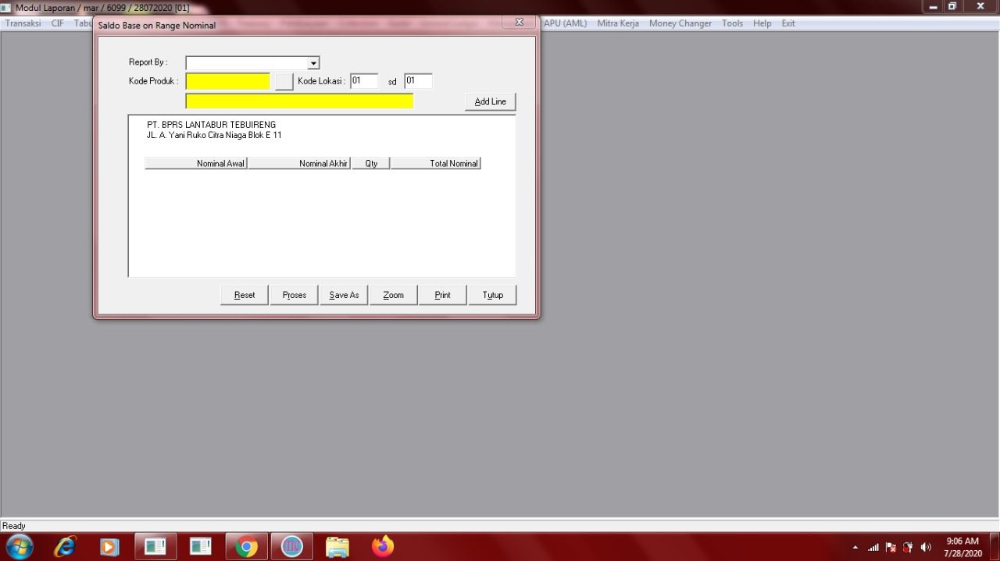 Modul Laporan / mar / 6099 / 28072020 [01]
Transaksi CIF Tabu APU (AML) Mitra Kerja Money Changer Tools Help Exit
Saldo Base on Range Nominal
Report By :
Kode Produk : Kode Lokasi : 01 sd 01
Add Line
PT. BPRS LANTABUR TEBUIRENG
JL. A. Yani Ruko Citra Niaga Blok E 11
Nominal Awal Nominal Akhir Qty Total Nominal
Reset Proses Save As Zoom Print Tutup
Ready
9:06 AM
7/28/2020